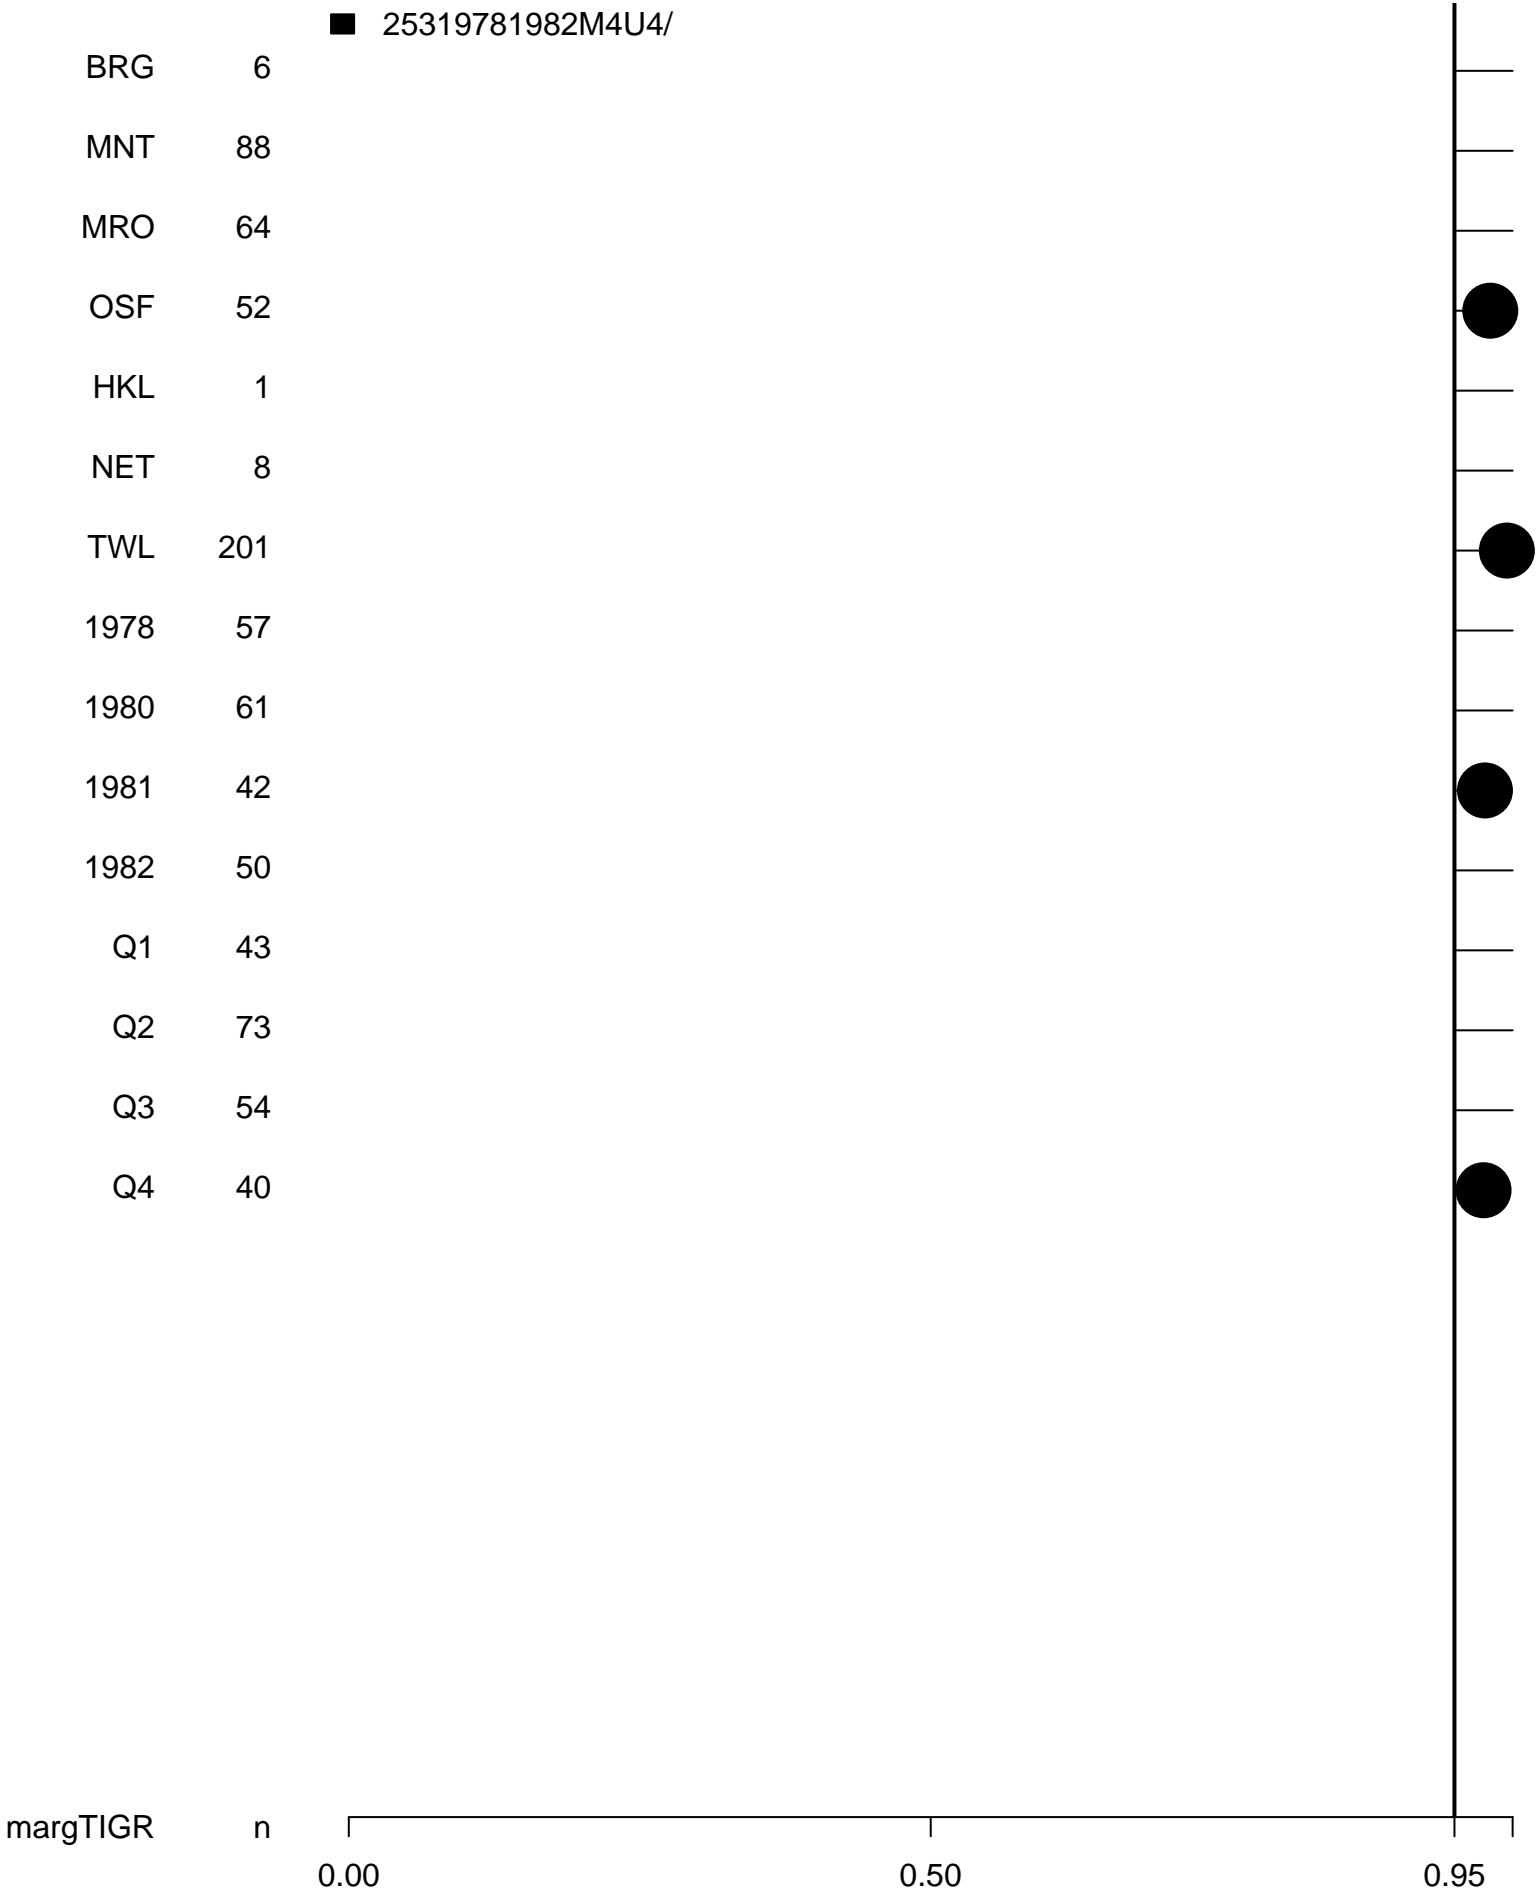 25319781982M4U4/
BRG 6
MNT 88
MRO 64
OSF 52
HKL 1
NET 8
TWL 201
1978 57
1980 61
1981 42
1982 50
Q1 43
Q2 73
Q3 54
Q4 40
margTIGR n
0.00 0.50 0.95